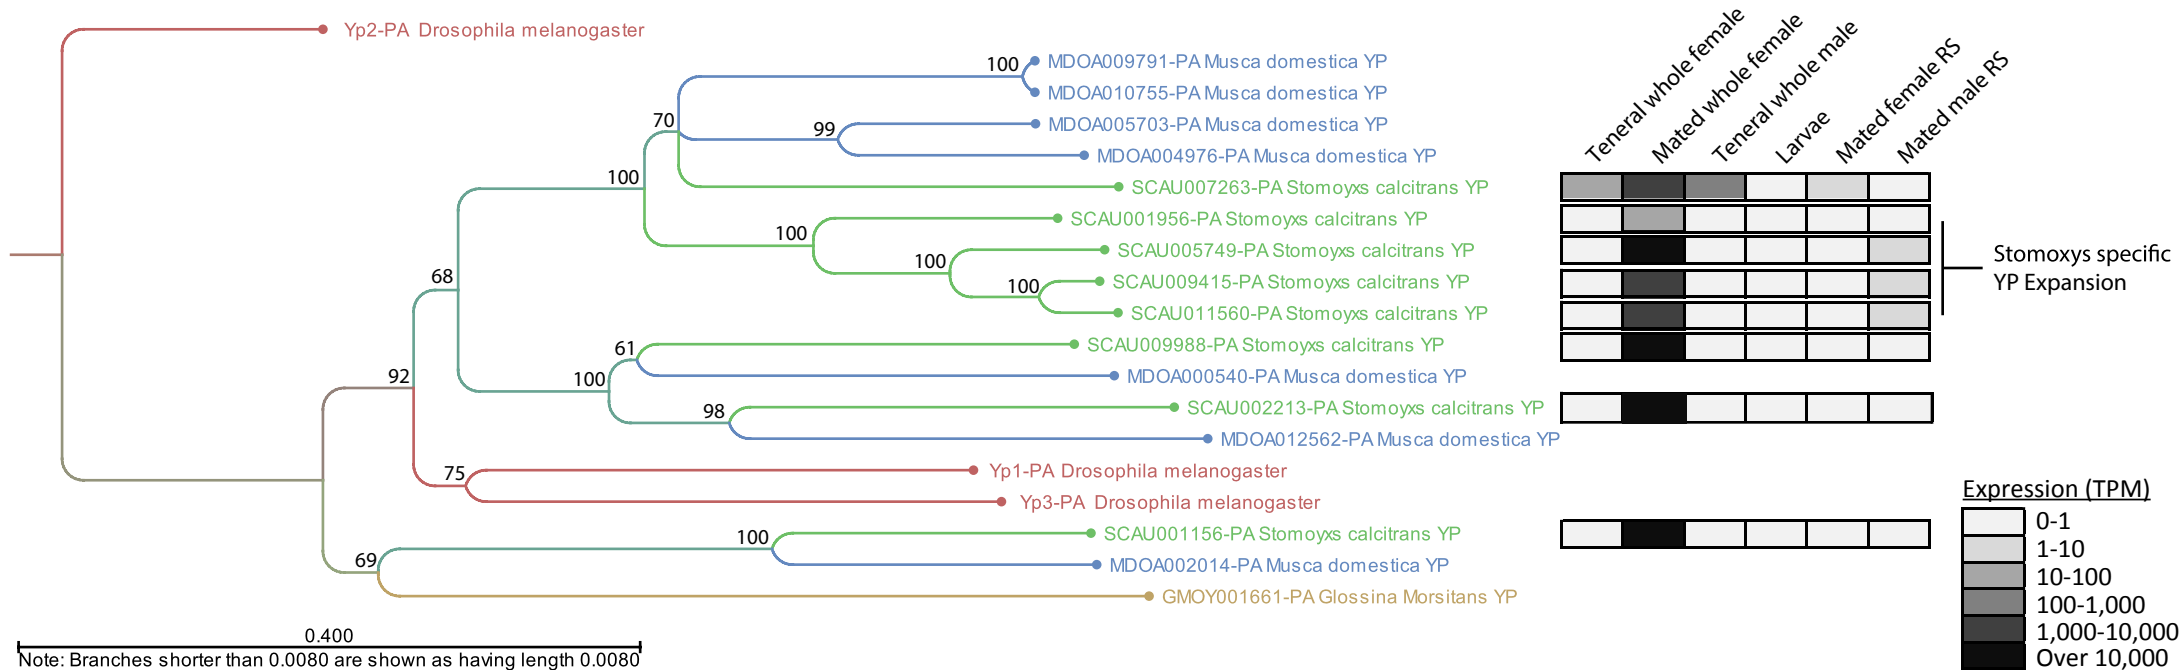 Yp2-PA Drosophila melanogaster
MDOA009791-PA Musca domestica YP
MDOA010755-PA Musca domestica YP
MDOA005703-PA Musca domestica YP
MDOA004976-PA Musca domestica YP
SCAU007263-PA Stomoyxs calcitrans YP
SCAU001956-PA Stomoyxs calcitrans YP
SCAU005749-PA Stomoyxs calcitrans YP
SCAU009415-PA Stomoyxs calcitrans YP
SCAU011560-PA Stomoyxs calcitrans YP
SCAU009988-PA Stomoyxs calcitrans YP
MDOA000540-PA Musca domestica YP
SCAU002213-PA Stomoyxs calcitrans YP
MDOA012562-PA Musca domestica YP
Yp1-PA Drosophila melanogaster
Yp3-PA Drosophila melanogaster
SCAU001156-PA Stomoyxs calcitrans YP
MDOA002014-PA Musca domestica YP
GMOY001661-PA Glossina Morsitans YP
100
99
70
100
100
100
100
68
61
100
98
92
75
100
69
0.400
Note: Branches shorter than 0.0080 are shown as having length 0.0080
Teneral whole female
Mated whole female
Teneral whole male
Larvae
Mated female RS
Mated male RS
Stomoxys specific
YP Expansion
Expression (TPM)
0-1
1-10
10-100
100-1,000
1,000-10,000
Over 10,000